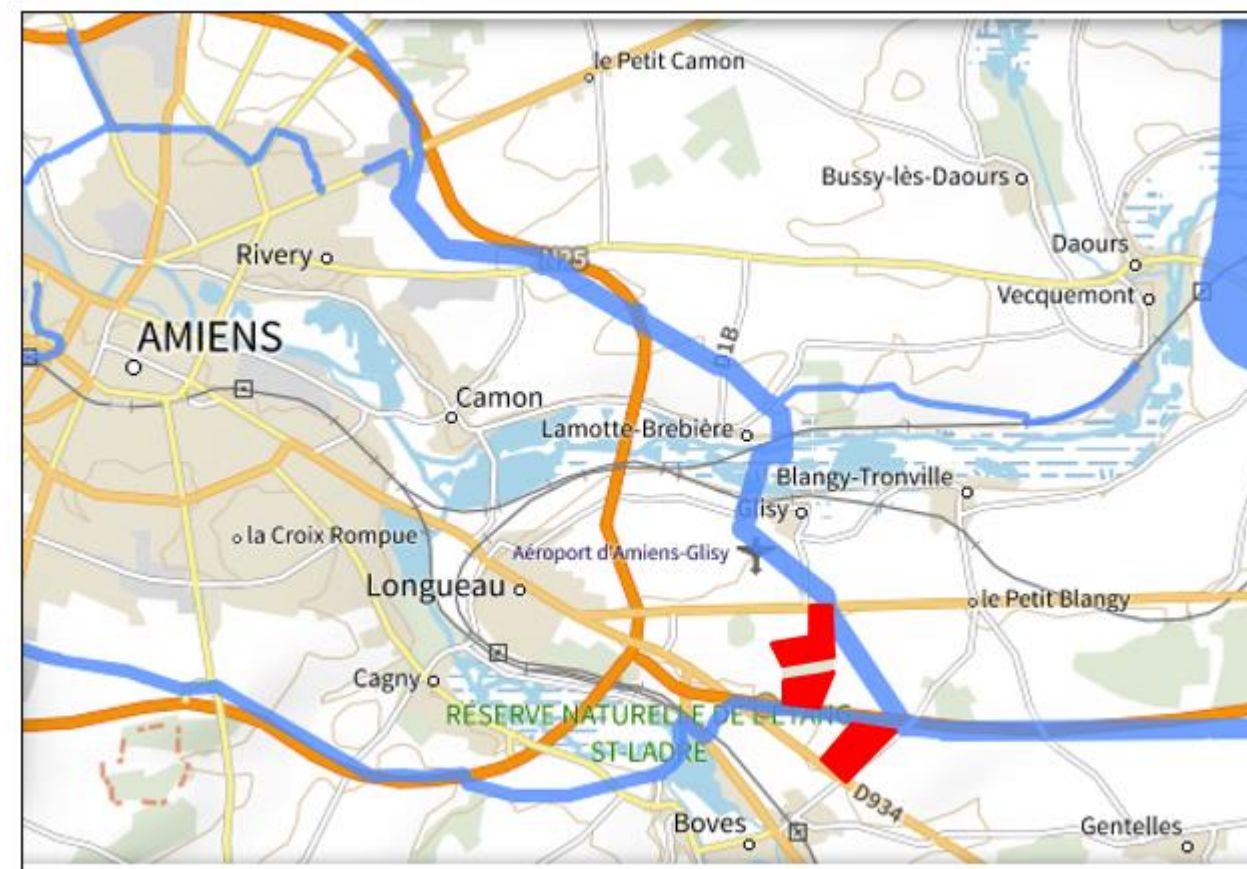 le Petit Camon
Bussy-lès-Daours
Rivery
N25
Daours
Vecquemont
AMIENS
D1B
Camon
Lamotte-Brebière
Blangy-Tronville
Glisy
la Croix Rompue
Aéroport d'Amiens-Glisy
Longueau
le Petit Blangy
Cagny
RÉSERVE NATURELLE DE L'ÉTANG
ST-LADRE
D934
Boves
Gentelles